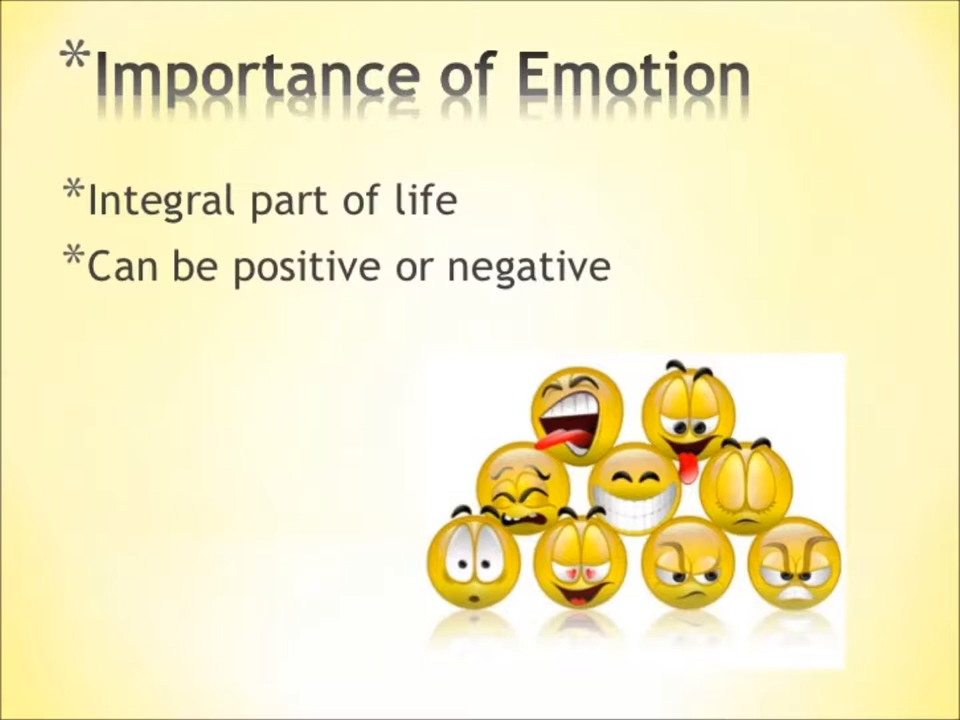 *Importance of Emotion
*Integral part of life
*Can be positive or negative